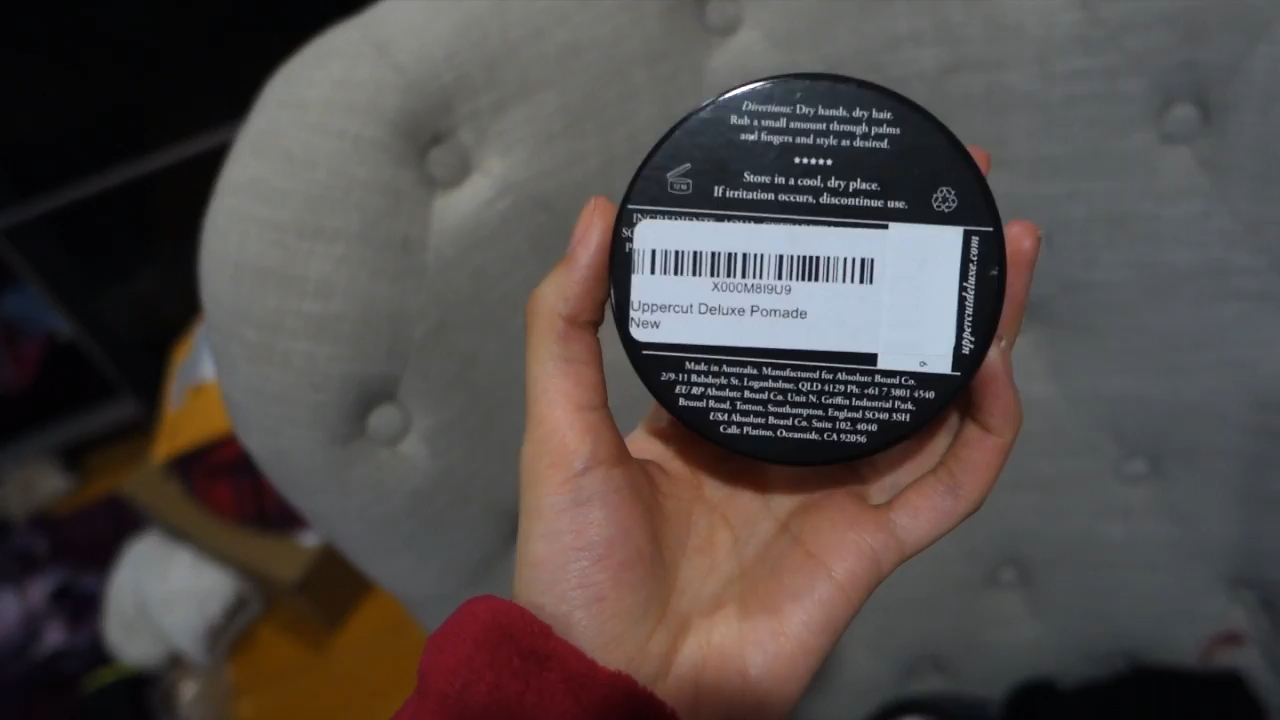 Directions: Dry hands, dry hair.
Rub a small amount through palms
and fingers and style as desired.
Store in a cool, dry place.
If irritation occurs, discontinue use.
12 M
INGREDIENTS: AQUA,
X000M8I9U9
Uppercut Deluxe Pomade
New
uppercutdeluxe.com
Made in Australia. Manufactured for Absolute Board Co.
2/9-11 Babdoyle St. Loganholme, QLD 4129 Ph: +61 7 3801 4540
EU RP Absolute Board Co. Unit N, Griffin Industrial Park,
Brunel Road, Totton, Southampton, England SO40 3SH
USA Absolute Board Co. Suite 102, 4040
Calle Platino, Oceanside, CA 92056